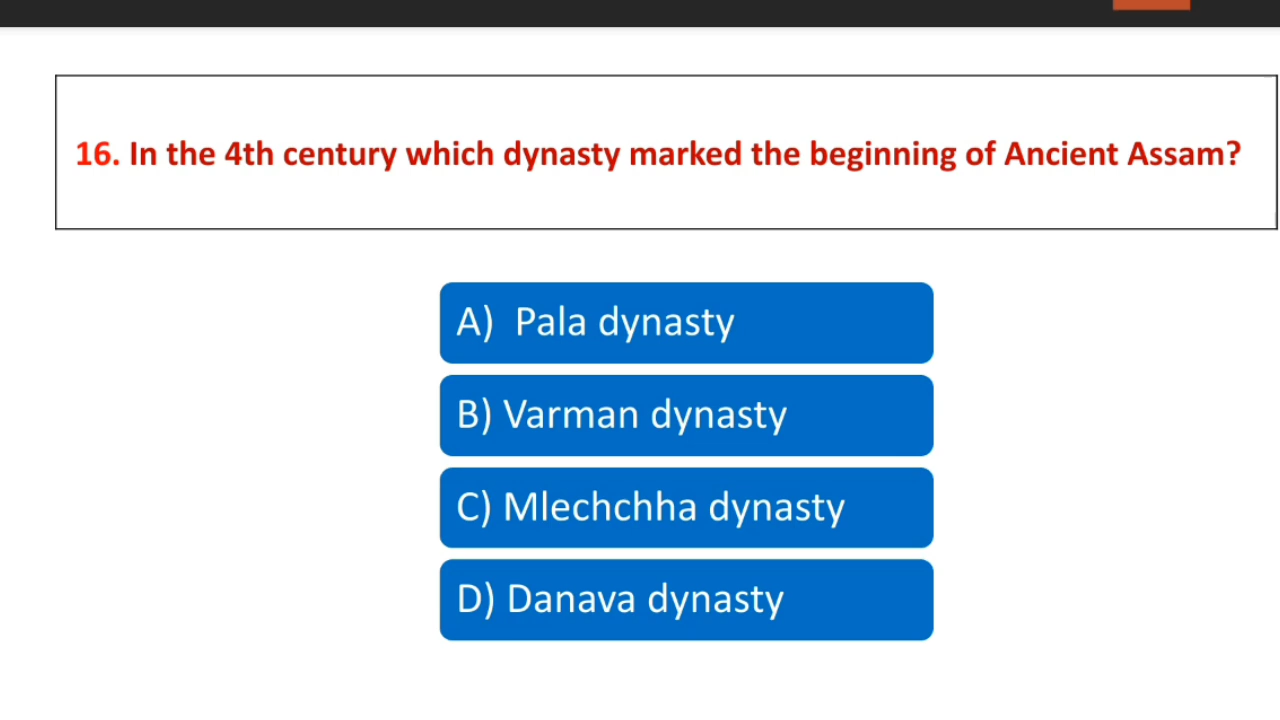 16. In the 4th century which dynasty marked the beginning of Ancient Assam?
A) Pala dynasty
B) Varman dynasty
C) Mlechchha dynasty
D) Danava dynasty